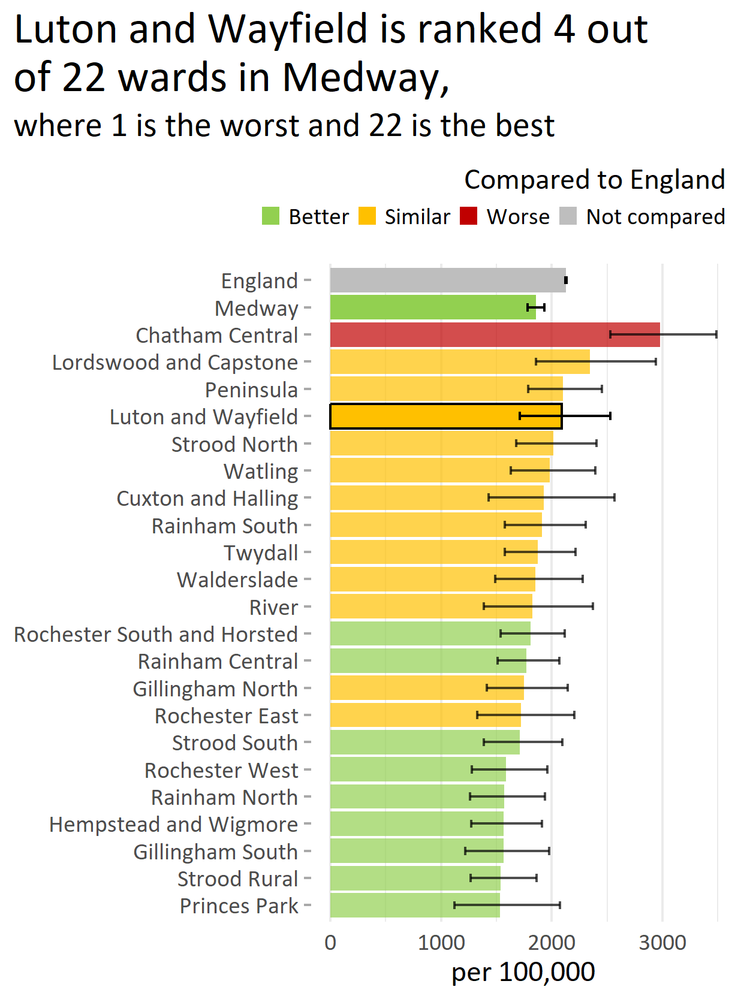 Luton and Wayfield is ranked 4 out
of 22 wards in Medway,
where 1 is the worst and 22 is the best
Compared to England
Better Similar Worse Not compared
England
Medway
Chatham Central
Lordswood and Capstone
Peninsula
Luton and Wayfield
Strood North
Watling
Cuxton and Halling
Rainham South
Twydall
Walderslade
River
Rochester South and Horsted
Rainham Central
Gillingham North
Rochester East
Strood South
Rochester West
Rainham North
Hempstead and Wigmore
Gillingham South
Strood Rural
Princes Park
0 1000 2000 3000
per 100,000